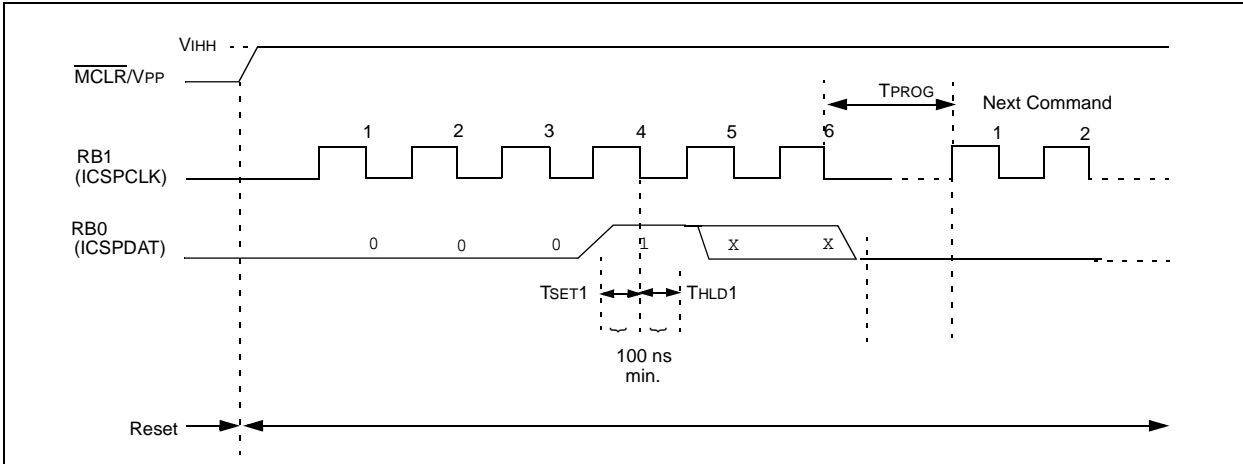 VIHH
MCLR/VPP
TPROG
Next Command
1 2 3 4 5 6 1 2
RB1
(ICSPCLK)
RB0
(ICSPDAT)
0 0 0 1 x x
TSET1 THLD1
100 ns
min.
Reset